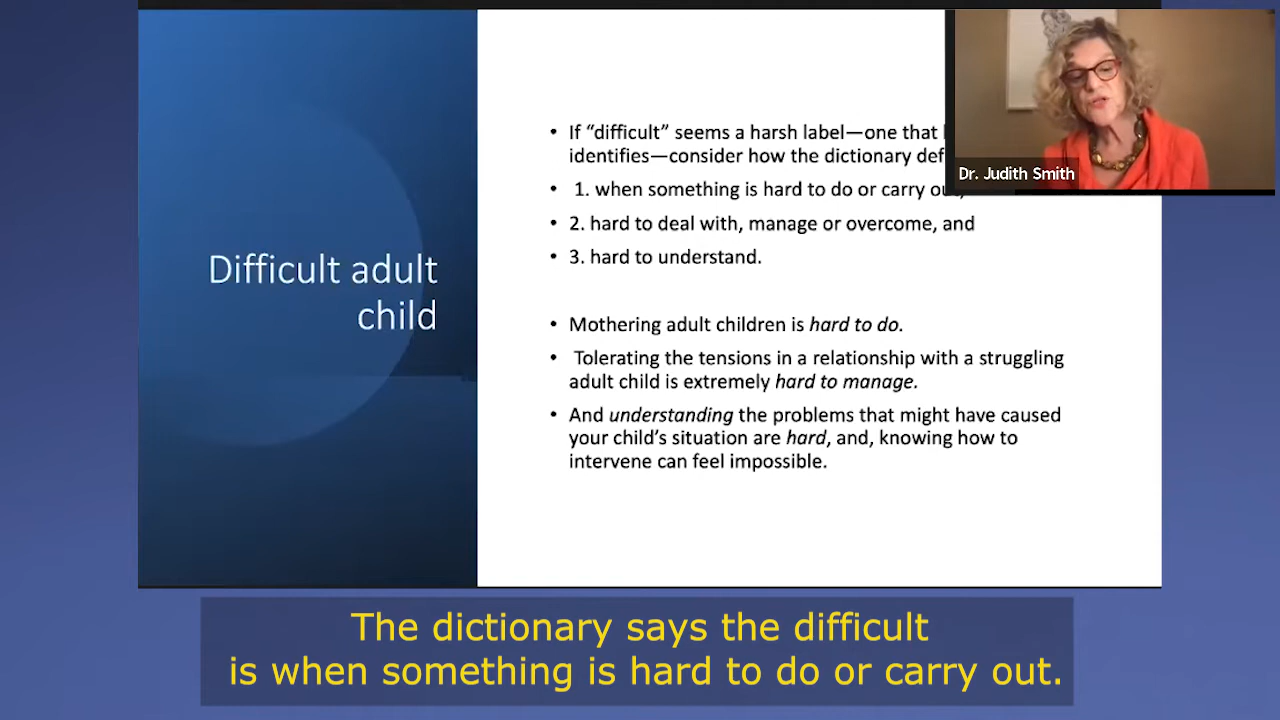 Difficult adult
child
• If “difficult” seems a harsh label—one that
identifies—consider how the dictionary
• 1. when something is hard to do or carry
• 2. hard to deal with, manage or overcome, and
• 3. hard to understand.
• Mothering adult children is hard to do.
• Tolerating the tensions in a relationship with a struggling
adult child is extremely hard to manage.
• And understanding the problems that might have caused
your child’s situation are hard, and, knowing how to
intervene can feel impossible.
Dr. Judith Smith
The dictionary says the difficult
is when something is hard to do or carry out.